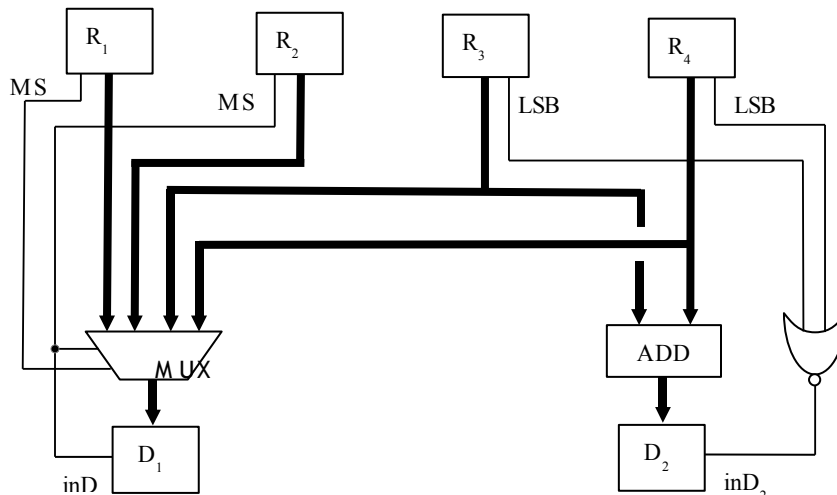 R₁
R₂
R₃
R₄
MS
MS
LSB
LSB
MUX
ADD
D₁
D₂
inD
inD₂